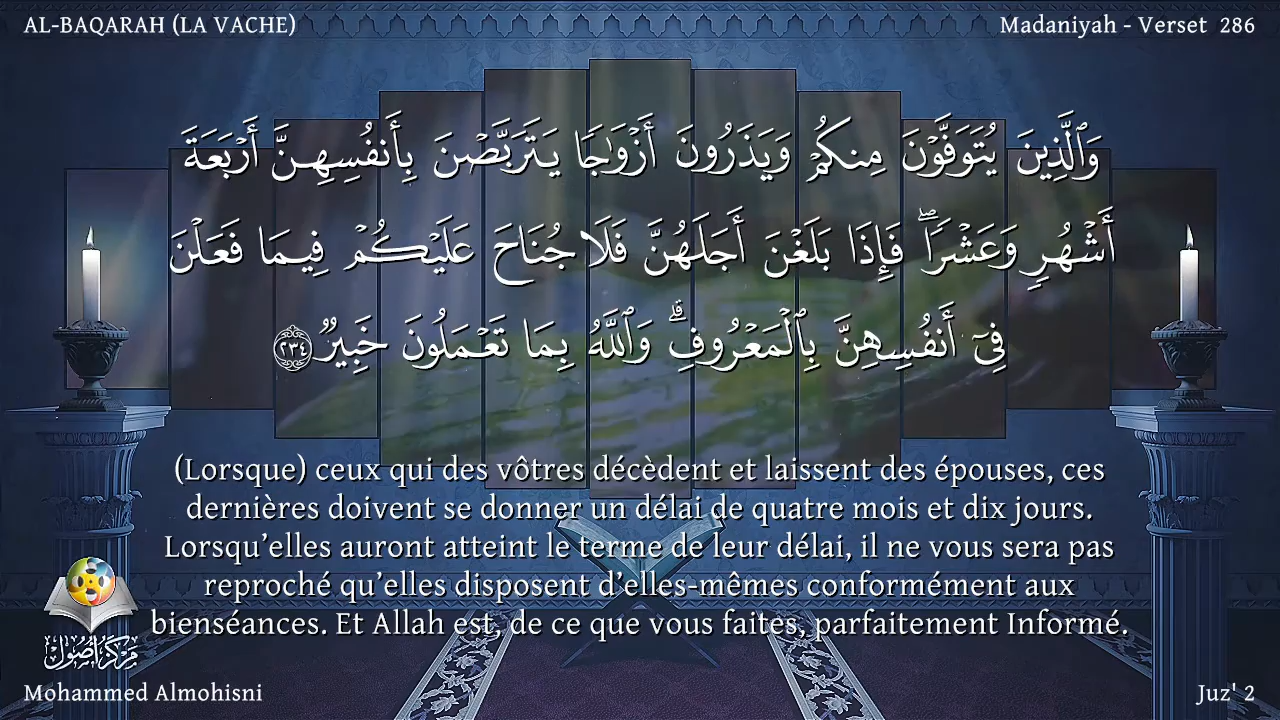 AL-BAQARAH (LA VACHE)
Madaniyah - Verset 286
وَٱلَّذِينَ يُتَوَفَّوْنَ مِنكُمْ وَيَذَرُونَ أَزْوَٰجًا يَتَرَبَّصْنَ بِأَنفُسِهِنَّ أَرْبَعَةَ
أَشْهُرٍ وَعَشْرًا ۖ فَإِذَا بَلَغْنَ أَجَلَهُنَّ فَلَا جُنَاحَ عَلَيْكُمْ فِيمَا فَعَلْنَ
فِىٓ أَنفُسِهِنَّ بِٱلْمَعْرُوفِ ۗ وَٱللَّهُ بِمَا تَعْمَلُونَ خَبِيرٌ ٢٣٤
(Lorsque) ceux qui des vôtres décèdent et laissent des épouses, ces
dernières doivent se donner un délai de quatre mois et dix jours.
Lorsqu’elles auront atteint le terme de leur délai, il ne vous sera pas
reproché qu’elles disposent d’elles-mêmes conformément aux
bienséances. Et Allah est, de ce que vous faites, parfaitement Informé.
مركز أصول
Mohammed Almohisni
Juz' 2